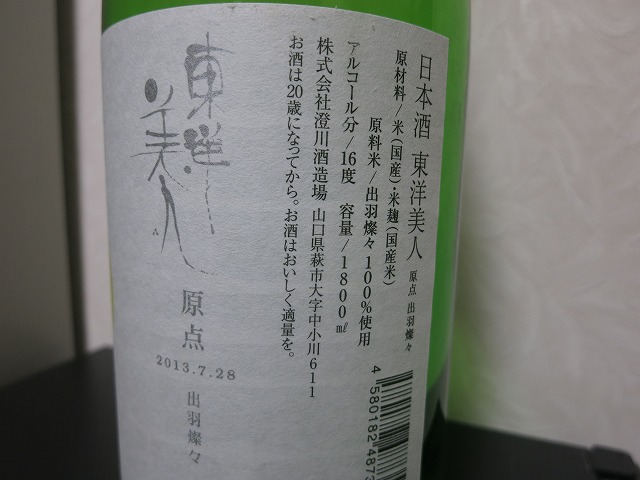 日本酒 東洋美人 原点 出羽燦々
原材料/米(国産)・米麹(国産米)
原料米/出羽燦々100%使用
アルコール分/16度 容量/1800㎖
株式会社澄川酒造場 山口県萩市大字中小川611
お酒は20歳になってから。お酒はおいしく適量を。
東洋
美人
原点
2013.7.28
出羽燦々
4 580182 4873